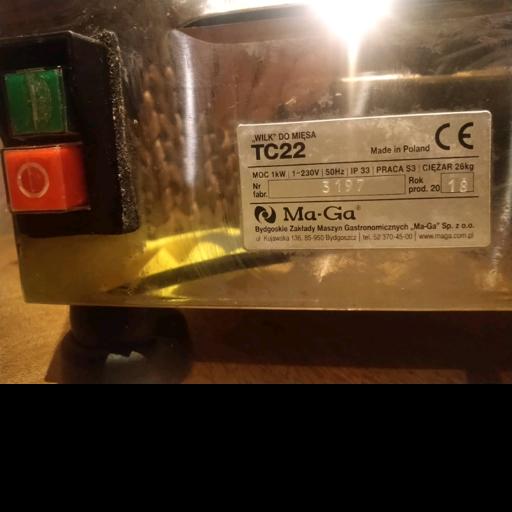 „WILK” DO MIĘSA
TC22
Made in Poland CE
MOC 1kW | 1~230V | 50Hz | IP 33 | PRACA S3 | CIĘŻAR 26kg
Nr fabr. 3197 Rok prod. 2018
Ma-Ga®
Bydgoskie Zakłady Maszyn Gastronomicznych „Ma-Ga” Sp. z o.o.
ul. Kujawska 136, 85-950 Bydgoszcz | tel. 52 370-45-00 | www.maga.com.pl